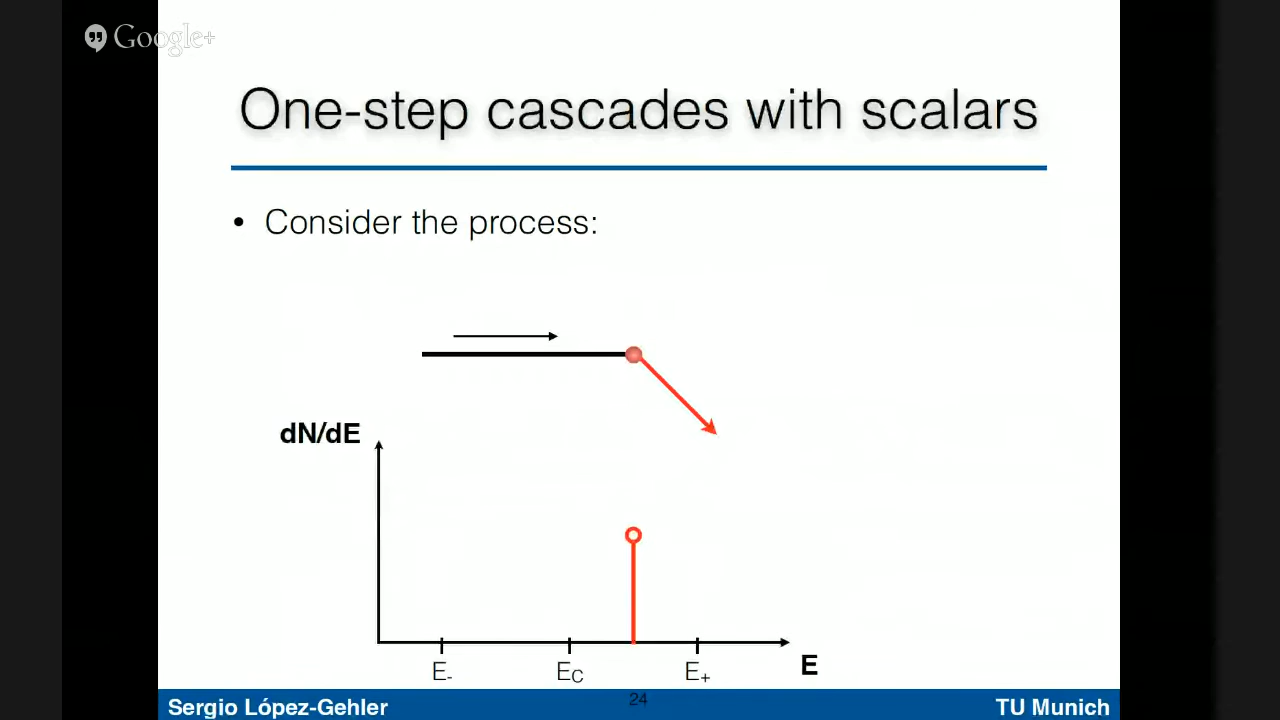 Google+
One-step cascades with scalars
• Consider the process:
dN/dE
E- EC E+
E
24
Sergio López-Gehler TU Munich